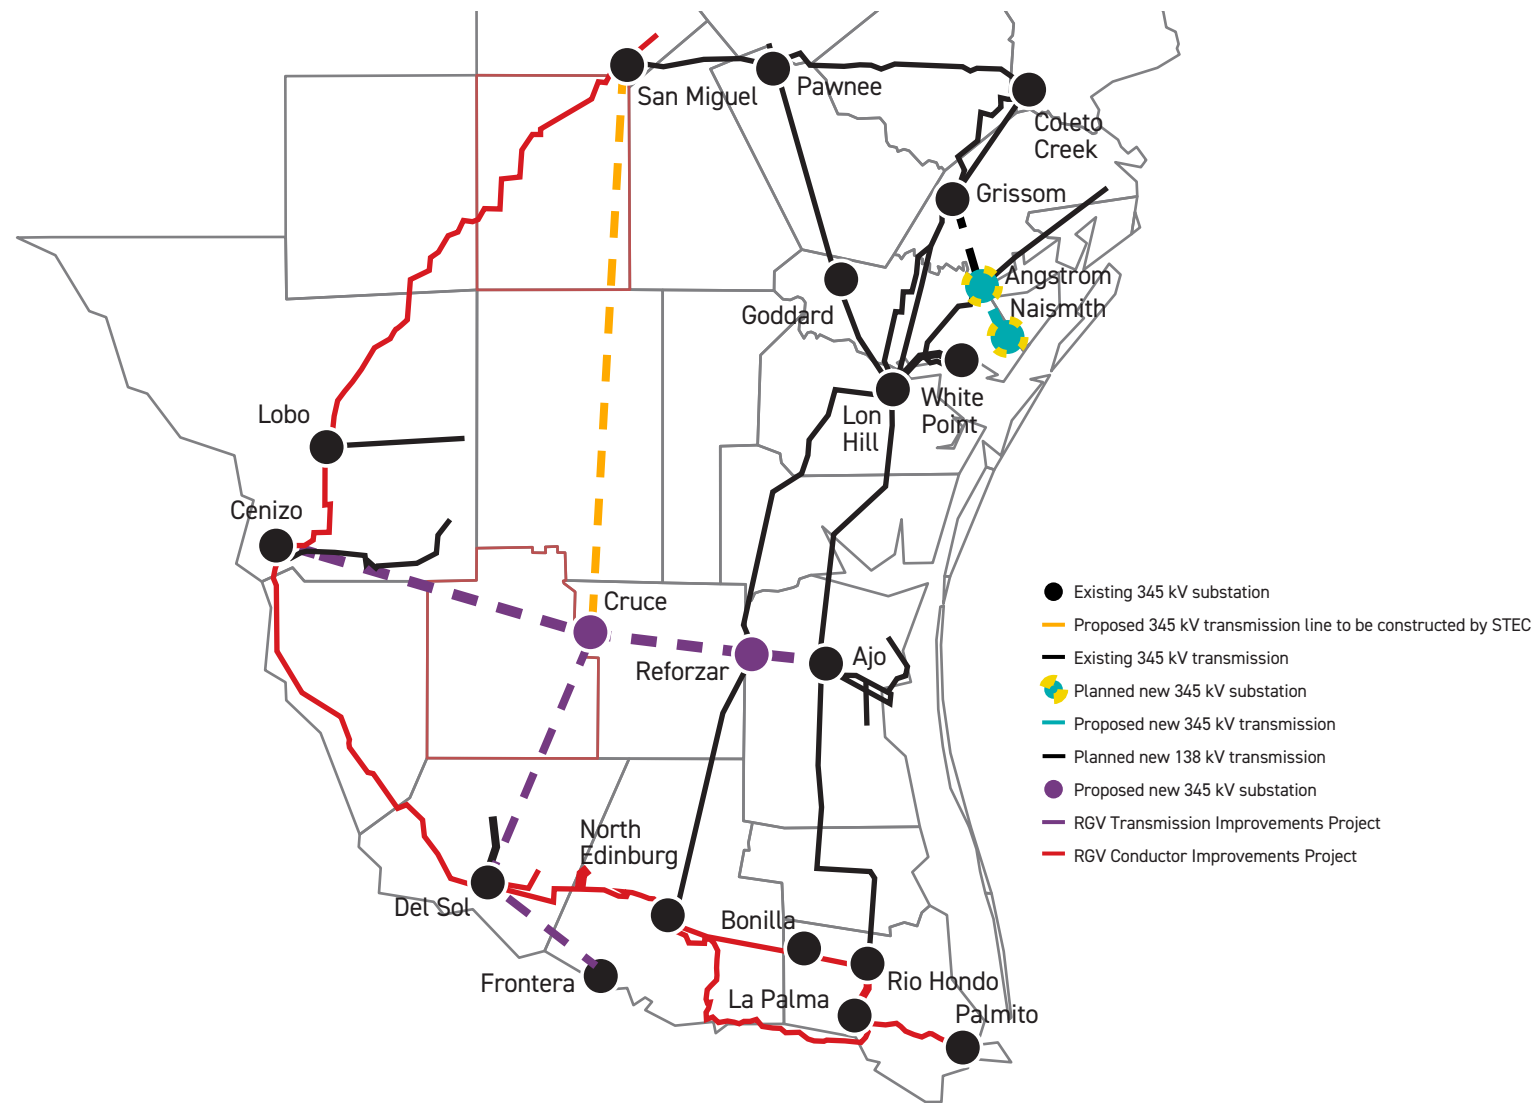 San Miguel
Pawnee
Coleto
Creek
Grissom
Angstrom
Naismith
Goddard
White
Point
Lon
Hill
Lobo
Cenizo
Cruce
Reforzar
Ajo
North
Edinburg
Del Sol
Bonilla
Frontera
Rio Hondo
La Palma
Palmito
Existing 345 kV substation
Proposed 345 kV transmission line to be constructed by STEC
Existing 345 kV transmission
Planned new 345 kV substation
Proposed new 345 kV transmission
Planned new 138 kV transmission
Proposed new 345 kV substation
RGV Transmission Improvements Project
RGV Conductor Improvements Project